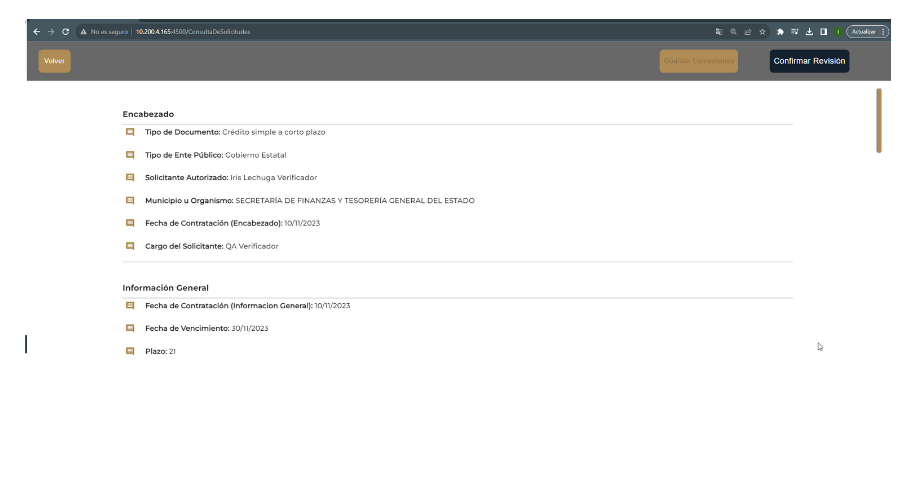 No es seguro | 10.200.4.165:4500/ConsultaDeSolicitudes
Actualizar
Volver
Guardar Comentarios
Confirmar Revisión
Encabezado
Tipo de Documento: Crédito simple a corto plazo
Tipo de Ente Público: Gobierno Estatal
Solicitante Autorizado: Iris Lechuga Verificador
Municipio u Organismo: SECRETARÍA DE FINANZAS Y TESORERÍA GENERAL DEL ESTADO
Fecha de Contratación (Encabezado): 10/11/2023
Cargo del Solicitante: QA Verificador
Información General
Fecha de Contratación (Informacion General): 10/11/2023
Fecha de Vencimiento: 30/11/2023
Plazo: 21